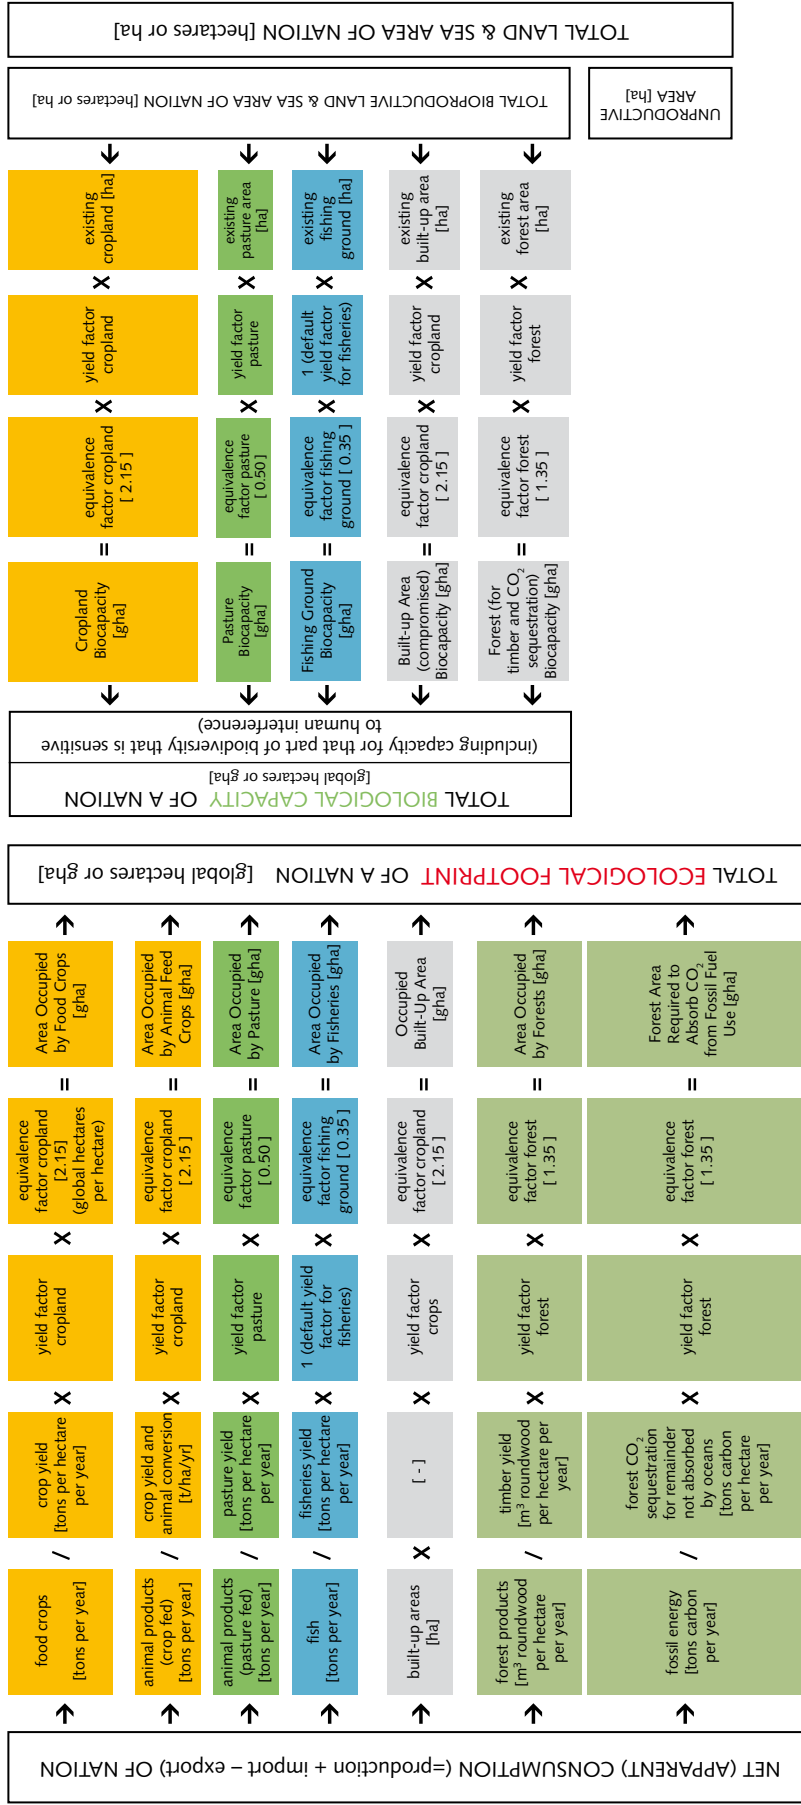 NET (APPARENT) CONSUMPTION (=production + import – export) OF NATION
food crops
[tons per year]
/
crop yield
[tons per hectare
per year]
X
yield factor
cropland
X
equivalence
factor cropland
[2.15]
(global hectares
per hectare)
=
Area Occupied
by Food Crops
[gha]
animal products
(crop fed)
[tons per year]
/
crop yield and
animal conversion
[t/ha/yr]
X
yield factor
cropland
X
equivalence
factor cropland
[ 2.15 ]
=
Area Occupied
by Animal Feed
Crops [gha]
animal products
(pasture fed)
[tons per year]
/
pasture yield
[tons per hectare
per year]
X
yield factor
pasture
X
equivalence
factor pasture
[ 0.50 ]
=
Area Occupied
by Pasture [gha]
fish
[tons per year]
/
fisheries yield
[tons per hectare
per year]
X
1 (default yield
factor for
fisheries)
X
equivalence
factor fishing
ground [ 0.35 ]
=
Area Occupied
by Fisheries [gha]
built-up areas
[ha]
X
[ - ]
X
yield factor
crops
X
equivalence
factor cropland
[ 2.15 ]
=
Occupied
Built-Up Area
[gha]
forest products
[m³ roundwood
per hectare
per year]
/
timber yield
[m³ roundwood
per hectare per
year]
X
yield factor
forest
X
equivalence
factor forest
[ 1.35 ]
=
Area Occupied
by Forests [gha]
fossil energy
[tons carbon
per year]
/
forest CO₂
sequestration
for remainder
not absorbed
by oceans
[tons carbon
per hectare
per year]
X
yield factor
forest
X
equivalence
factor forest
[ 1.35 ]
=
Forest Area
Required to
Absorb CO₂
from Fossil Fuel
Use [gha]
TOTAL ECOLOGICAL FOOTPRINT OF A NATION [global hectares or gha]
TOTAL BIOLOGICAL CAPACITY OF A NATION
[global hectares or gha]
(including capacity for that part of biodiversity that is sensitive
to human interference)
Cropland
Biocapacity
[gha]
=
equivalence
factor cropland
[ 2.15 ]
X
yield factor
cropland
X
existing
cropland [ha]
Pasture
Biocapacity
[gha]
=
equivalence
factor pasture
[ 0.50 ]
X
yield factor
pasture
X
existing
pasture area
[ha]
Fishing Ground
Biocapacity
[gha]
=
equivalence
factor fishing
ground [ 0.35 ]
X
1 (default
yield factor
for fisheries)
X
existing
fishing
ground [ha]
Built-up Area
(compromised)
Biocapacity [gha]
=
equivalence
factor cropland
[ 2.15 ]
X
yield factor
cropland
X
existing
built-up area
[ha]
Forest (for
timber and CO₂
sequestration)
Biocapacity [gha]
=
equivalence
factor forest
[ 1.35 ]
X
yield factor
forest
X
existing
forest area
[ha]
TOTAL BIOPRODUCTIVE LAND & SEA AREA OF NATION [hectares or ha]
UNPRODUCTIVE
AREA [ha]
TOTAL LAND & SEA AREA OF NATION [hectares or ha]